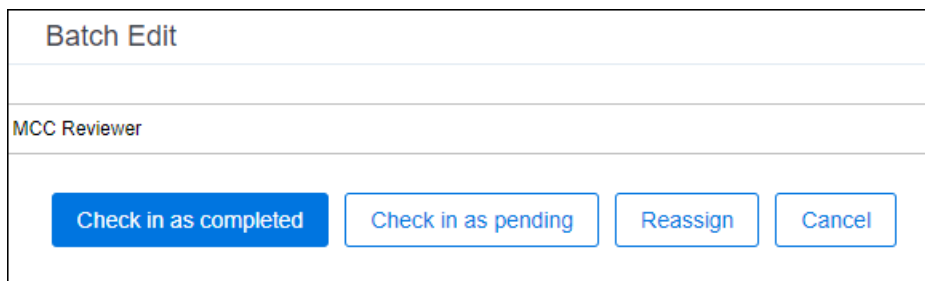 Batch Edit
MCC Reviewer
Check in as completed Check in as pending Reassign Cancel